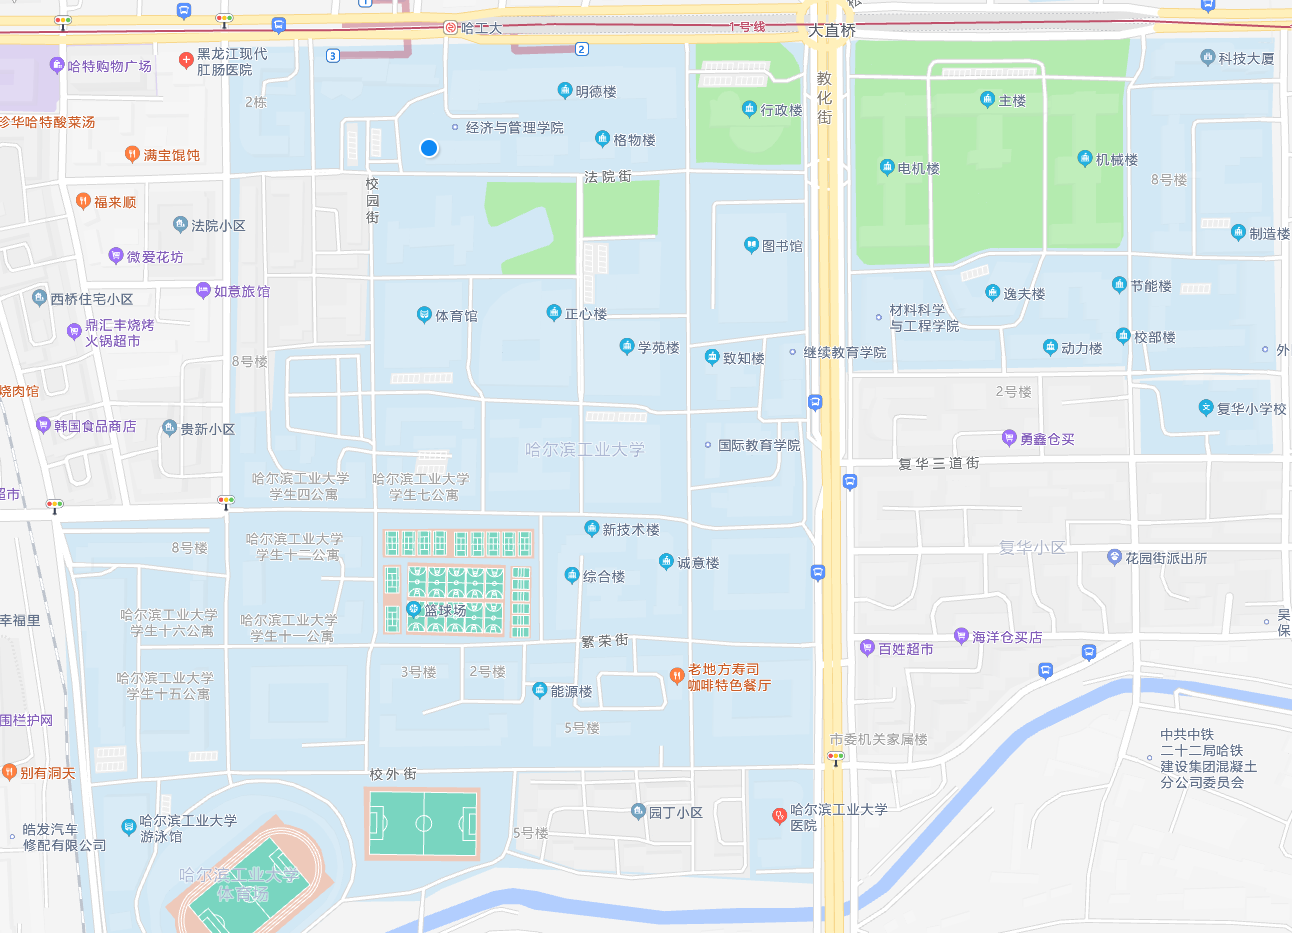 1
哈工大
1号线
大直桥
3
2
黑龙江现代
肛肠医院
哈特购物广场
科技大厦
2栋
明德楼
教化街
行政楼
主楼
珍华哈特酸菜汤
经济与管理学院
格物楼
满宝馄饨
机械楼
电机楼
法院街
8号楼
校园街
福来顺
法院小区
制造楼
图书馆
微爱花坊
如意旅馆
西桥住宅小区
节能楼
逸夫楼
正心楼
体育馆
材料科学
与工程学院
鼎汇丰烧烤
火锅超市
校部楼
学苑楼
动力楼
继续教育学院
致知楼
外
8号楼
烧肉馆
2号楼
复华小学校
韩国食品商店
贵新小区
勇鑫仓买
国际教育学院
哈尔滨工业大学
复华三道街
哈尔滨工业大学
学生四公寓
哈尔滨工业大学
学生七公寓
超市
新技术楼
哈尔滨工业大学
学生十二公寓
8号楼
复华小区
花园街派出所
诚意楼
综合楼
篮球场
哈尔滨工业大学
学生十六公寓
哈尔滨工业大学
学生十一公寓
幸福里
昊
保
繁荣街
海洋仓买店
百姓超市
3号楼
2号楼
老地方寿司
咖啡特色餐厅
哈尔滨工业大学
学生十五公寓
能源楼
围栏护网
5号楼
市委机关家属楼
中共中铁
二十二局哈铁
建设集团混凝土
分公司委员会
别有洞天
校外街
园丁小区
哈尔滨工业大学
医院
哈尔滨工业大学
游泳馆
皓发汽车
修配有限公司
5号楼
哈尔滨工业大学
体育场